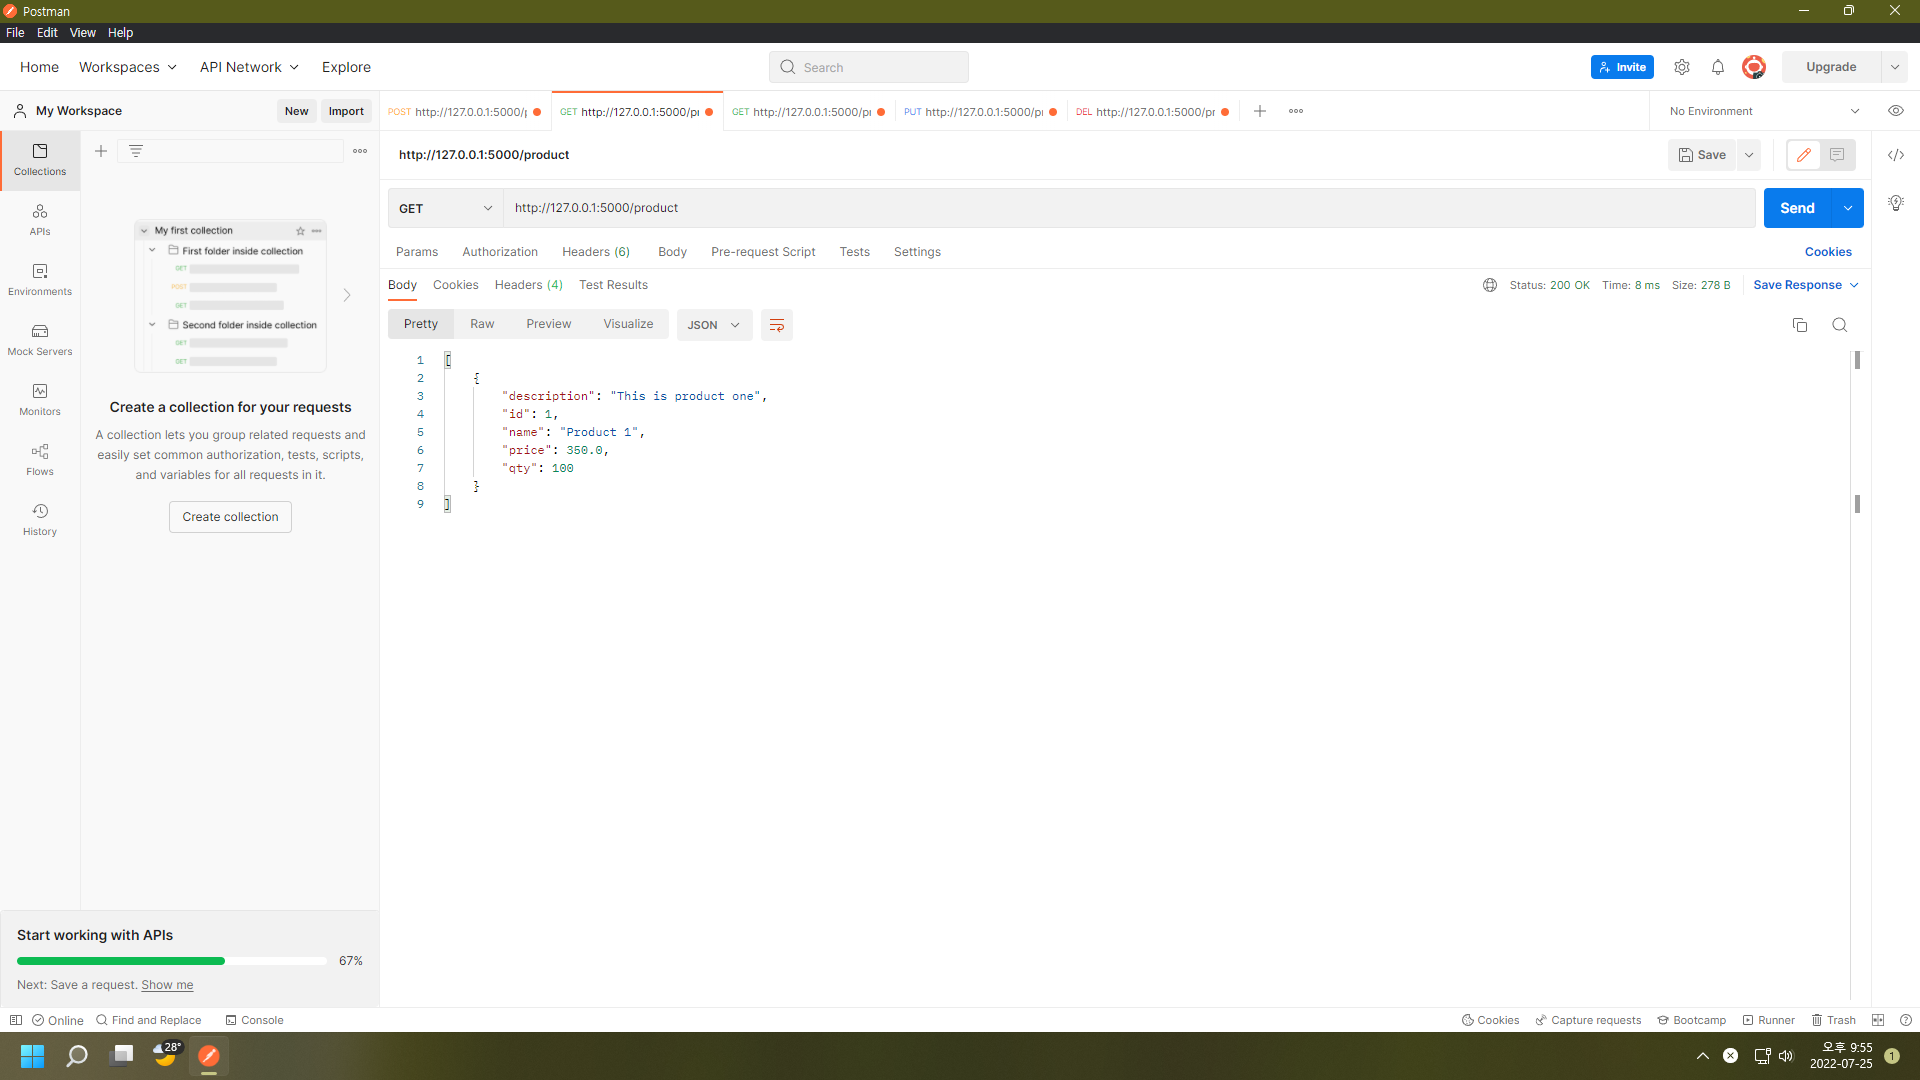 Postman
File Edit View Help
Home Workspaces API Network Explore
Search
Invite
Upgrade
My Workspace
New Import
POST http://127.0.0.1:5000/p
GET http://127.0.0.1:5000/p
GET http://127.0.0.1:5000/p
PUT http://127.0.0.1:5000/p
DEL http://127.0.0.1:5000/p
No Environment
Collections
APIs
Environments
Mock Servers
Monitors
Flows
History
My first collection
First folder inside collection
GET
POST
GET
Second folder inside collection
GET
GET
Create a collection for your requests
A collection lets you group related requests and
easily set common authorization, tests, scripts,
and variables for all requests in it.
Create collection
Start working with APIs
67%
Next: Save a request. Show me
http://127.0.0.1:5000/product
Save
GET http://127.0.0.1:5000/product
Send
Params Authorization Headers (6) Body Pre-request Script Tests Settings
Cookies
Body Cookies Headers (4) Test Results
Status: 200 OK Time: 8 ms Size: 278 B Save Response
Pretty Raw Preview Visualize JSON
1 [
2 {
3 "description": "This is product one",
4 "id": 1,
5 "name": "Product 1",
6 "price": 350.0,
7 "qty": 100
8 }
9 ]
Online Find and Replace Console
Cookies Capture requests Bootcamp Runner Trash
28°
오후 9:55
2022-07-25
1